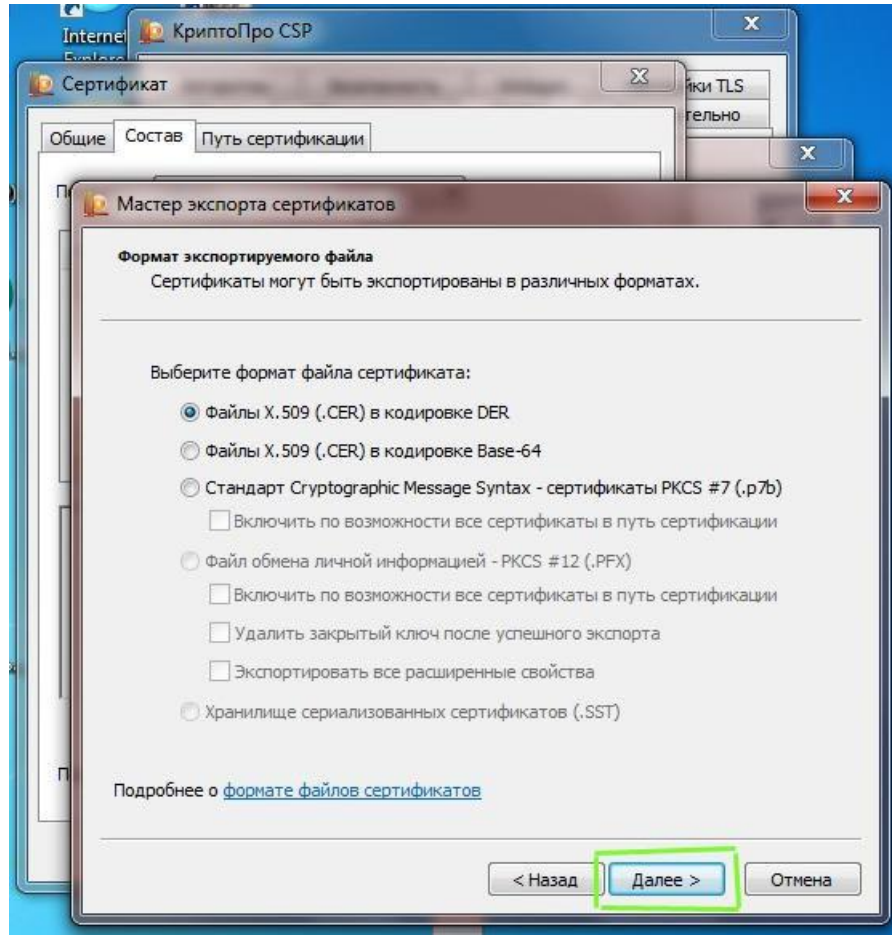 Internet
Explore
КриптоПро CSP
Сертификат
йки TLS
тельно
Общие
Состав
Путь сертификации
Мастер экспорта сертификатов
Формат экспортируемого файла
Сертификаты могут быть экспортированы в различных форматах.
Выберите формат файла сертификата:
Файлы X.509 (.CER) в кодировке DER
Файлы X.509 (.CER) в кодировке Base-64
Стандарт Cryptographic Message Syntax - сертификаты PKCS #7 (.p7b)
Включить по возможности все сертификаты в путь сертификации
Файл обмена личной информацией - PKCS #12 (.PFX)
Включить по возможности все сертификаты в путь сертификации
Удалить закрытый ключ после успешного экспорта
Экспортировать все расширенные свойства
Хранилище сериализованных сертификатов (.SST)
Подробнее о формате файлов сертификатов
< Назад
Далее >
Отмена